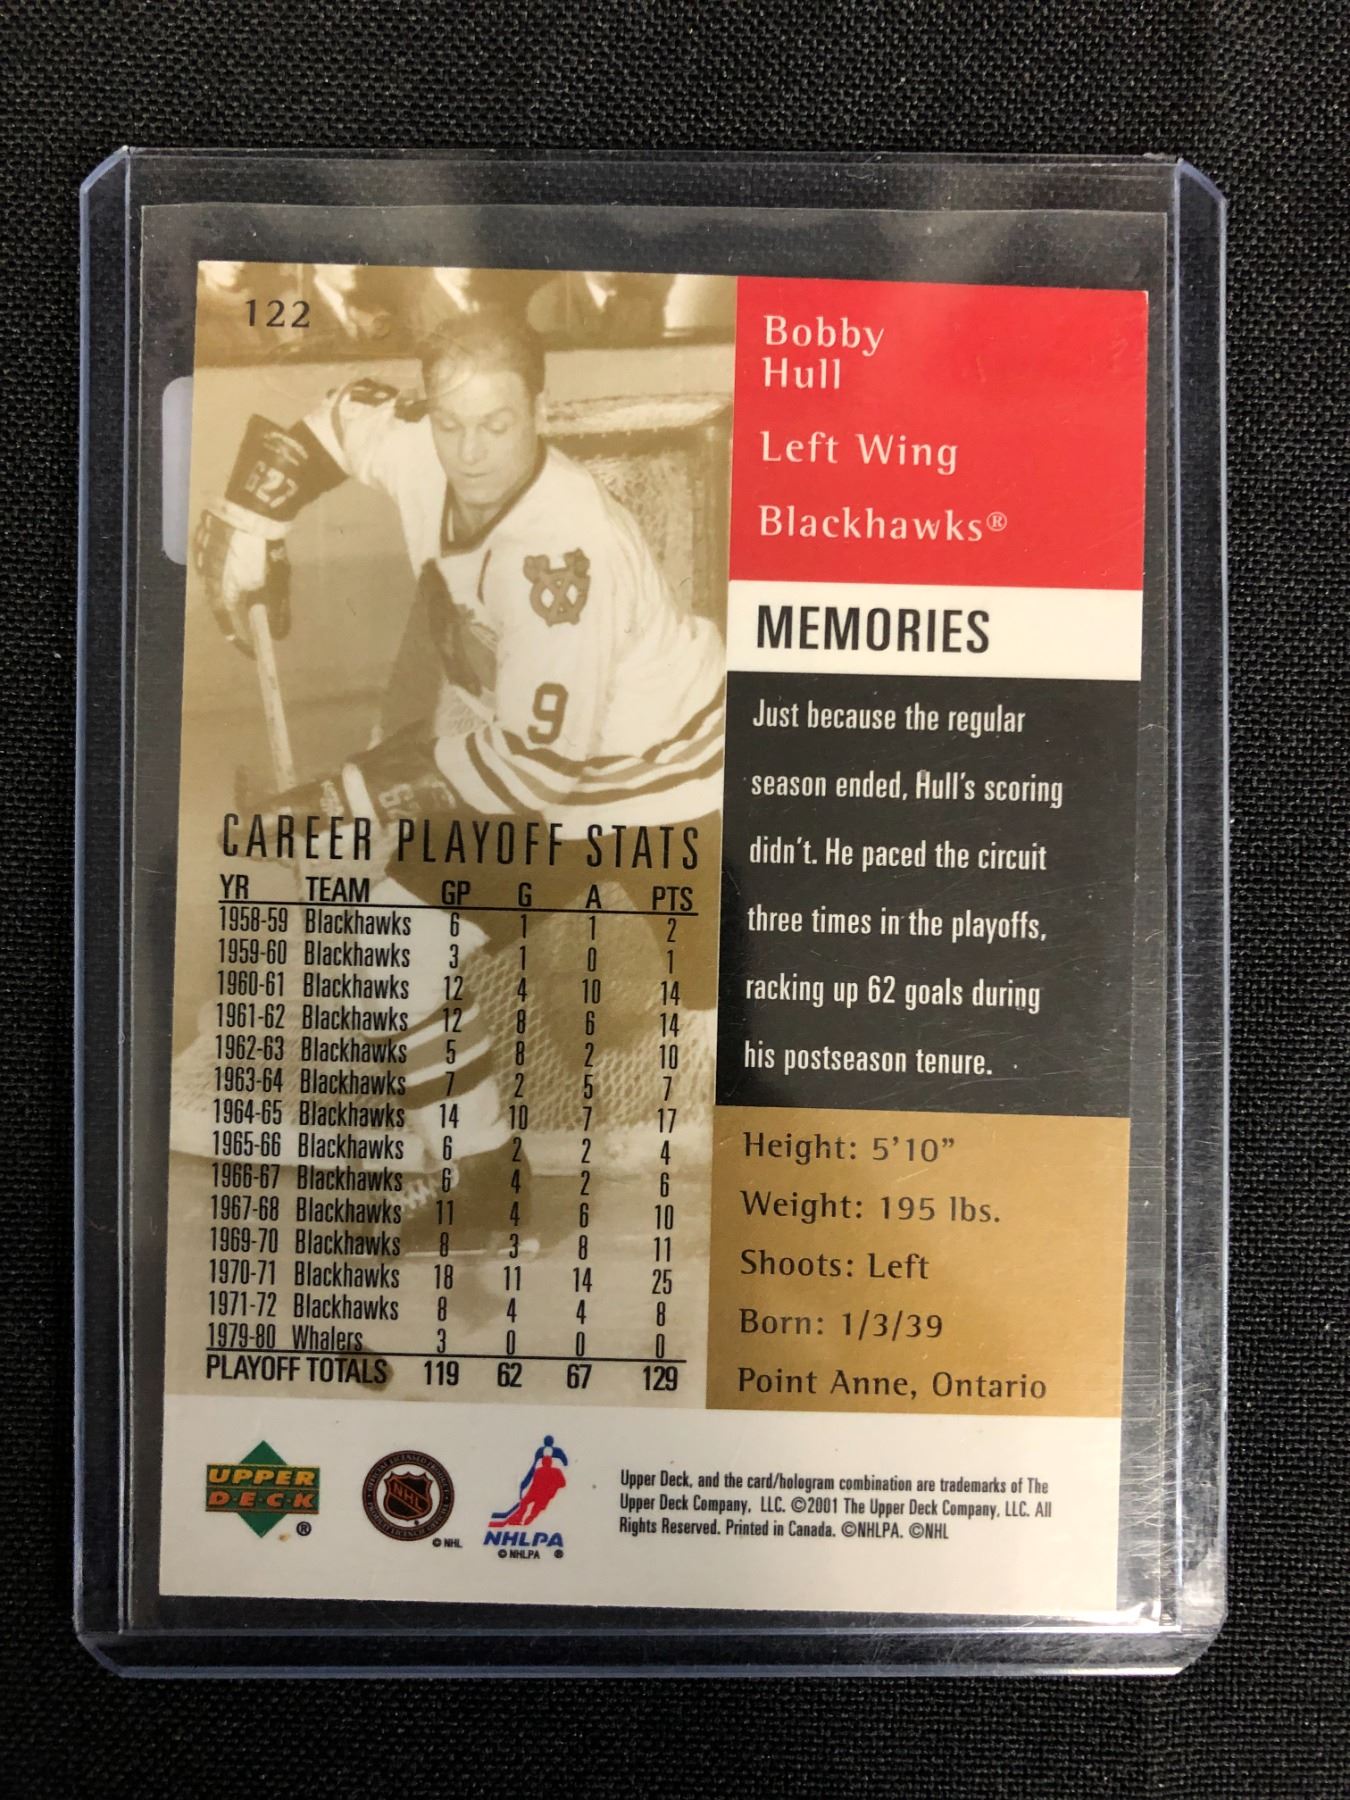 122
Bobby
Hull
Left Wing
Blackhawks®
MEMORIES
Just because the regular
season ended, Hull's scoring
didn't. He paced the circuit
three times in the playoffs,
racking up 62 goals during
his postseason tenure.
9
CAREER PLAYOFF STATS
YR TEAM GP G A PTS
1958-59 Blackhawks 6 1 1 2
1959-60 Blackhawks 3 1 0 1
1960-61 Blackhawks 12 4 10 14
1961-62 Blackhawks 12 8 6 14
1962-63 Blackhawks 5 8 2 10
1963-64 Blackhawks 7 2 5 7
1964-65 Blackhawks 14 10 7 17
1965-66 Blackhawks 6 2 2 4
1966-67 Blackhawks 6 4 2 6
1967-68 Blackhawks 11 4 6 10
1969-70 Blackhawks 8 3 8 11
1970-71 Blackhawks 18 11 14 25
1971-72 Blackhawks 8 4 4 8
1979-80 Whalers 3 0 0 0
PLAYOFF TOTALS 119 62 67 129
Height: 5'10"
Weight: 195 lbs.
Shoots: Left
Born: 1/3/39
Point Anne, Ontario
UPPER
D·E·C·K
®
NHL
© NHL
NHLPA
© NHLPA ®
Upper Deck, and the card/hologram combination are trademarks of The
Upper Deck Company, LLC. ©2001 The Upper Deck Company, LLC. All
Rights Reserved. Printed in Canada. ©NHLPA. ©NHL